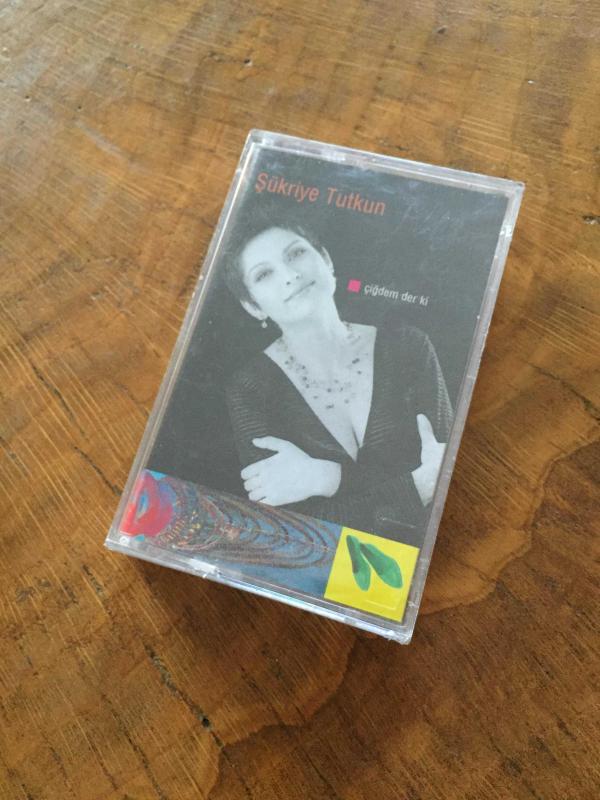 Şükriye Tutkun
çiğdem der ki